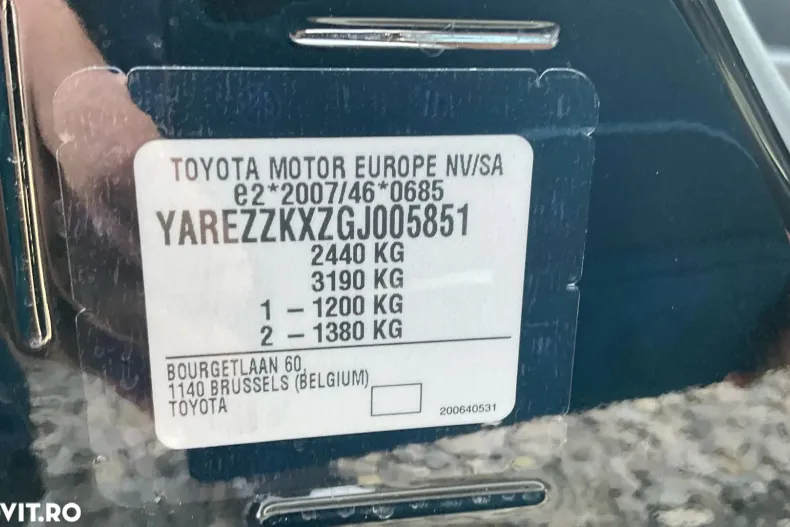 TOYOTA MOTOR EUROPE NV/SA
e2*2007/46*0685
YAREZZKXZGJ005851
2440 KG
3190 KG
1 - 1200 KG
2 - 1380 KG
BOURGETLAAN 60,
1140 BRUSSELS (BELGIUM)
TOYOTA
200640531
VIT.RO